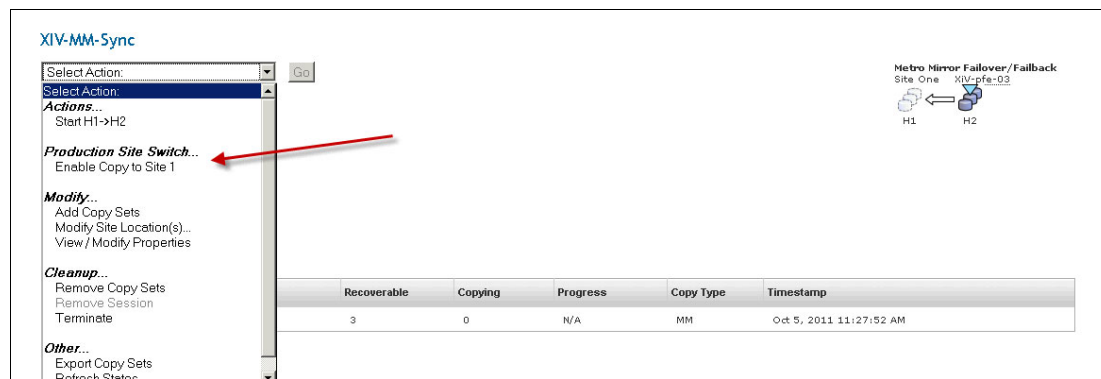 XIV-MM-Sync
Select Action:
Go
Select Action:
Actions...
Start H1->H2
Production Site Switch...
Enable Copy to Site 1
Modify...
Add Copy Sets
Modify Site Location(s)...
View / Modify Properties
Cleanup...
Remove Copy Sets
Remove Session
Terminate
Other...
Export Copy Sets
Refresh States
Metro Mirror Failover/Failback
Site One XiV-pfe-03
H1 H2
Recoverable Copying Progress Copy Type Timestamp
3 0 N/A MM Oct 5, 2011 11:27:52 AM